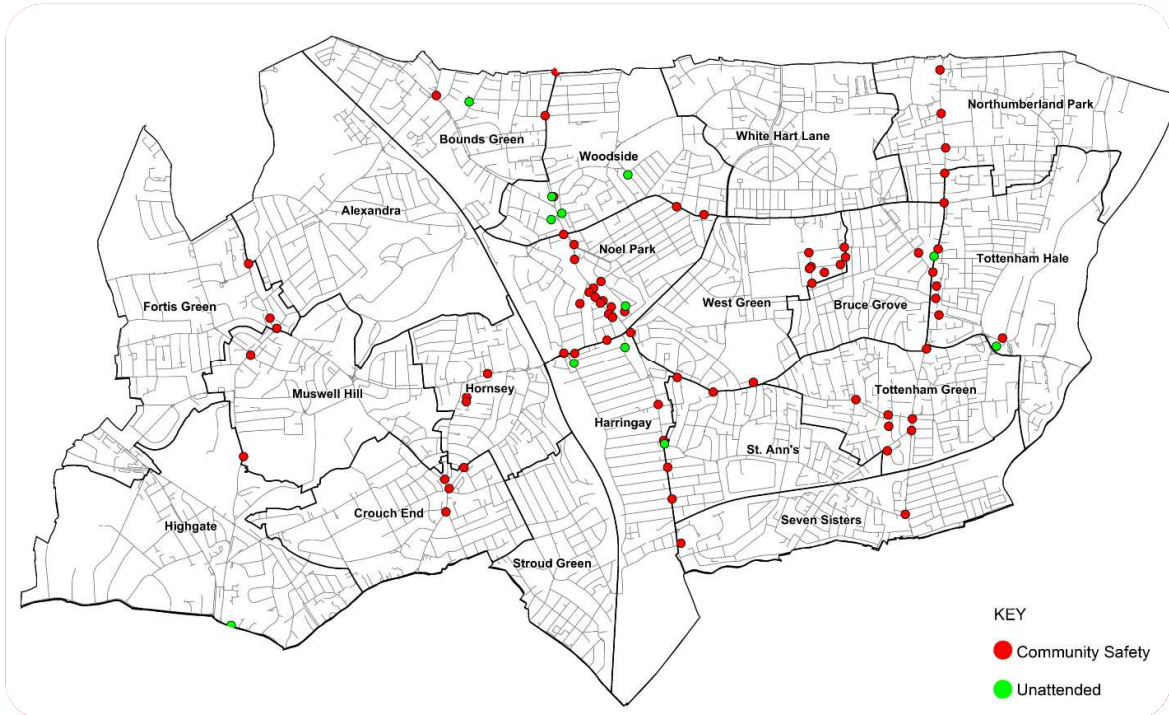 Northumberland Park
White Hart Lane
Bounds Green
Woodside
Alexandra
Noel Park
Tottenham Hale
Fortis Green
West Green
Bruce Grove
Hornsey
Muswell Hill
Tottenham Green
Harringay
St. Ann's
Crouch End
Seven Sisters
Highgate
Stroud Green
KEY
Community Safety
Unattended